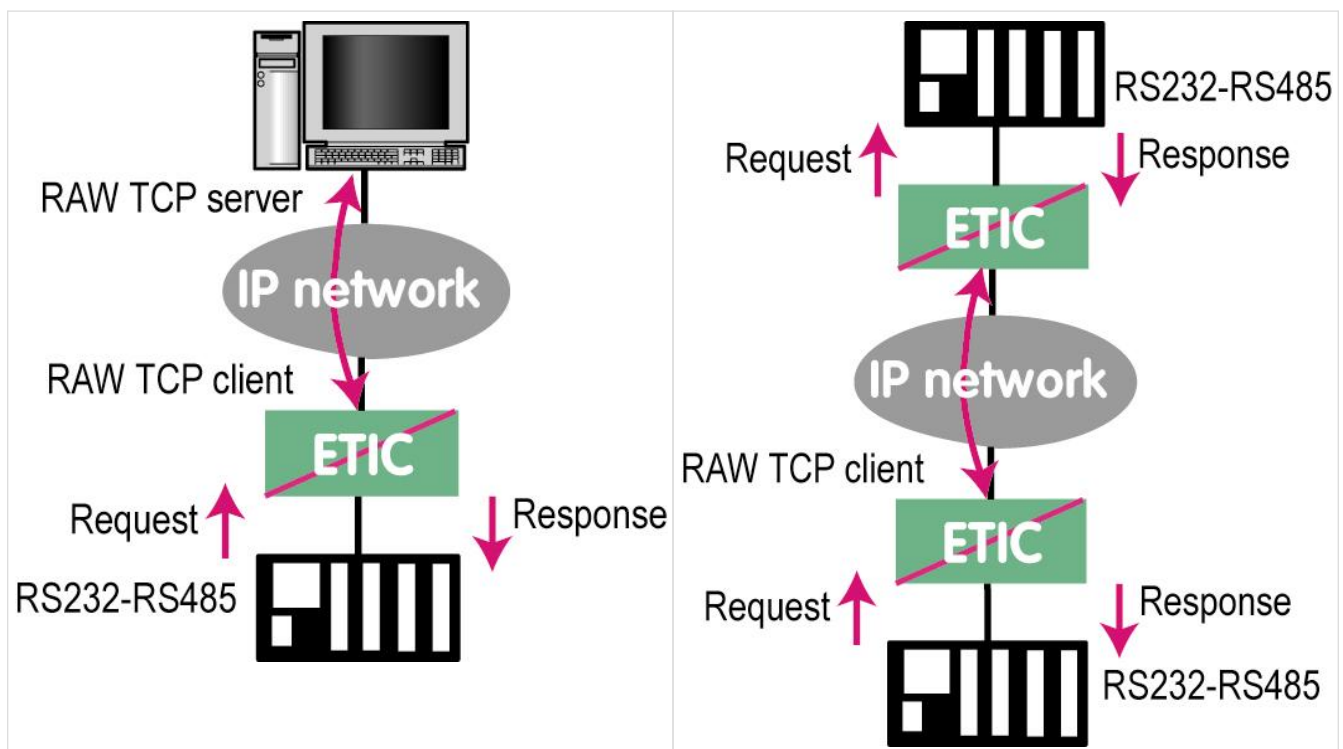 RAW TCP server
IP network
RAW TCP client
ETIC
Request
Response
RS232-RS485
RS232-RS485
Request
Response
ETIC
IP network
RAW TCP client
ETIC
Request
Response
RS232-RS485